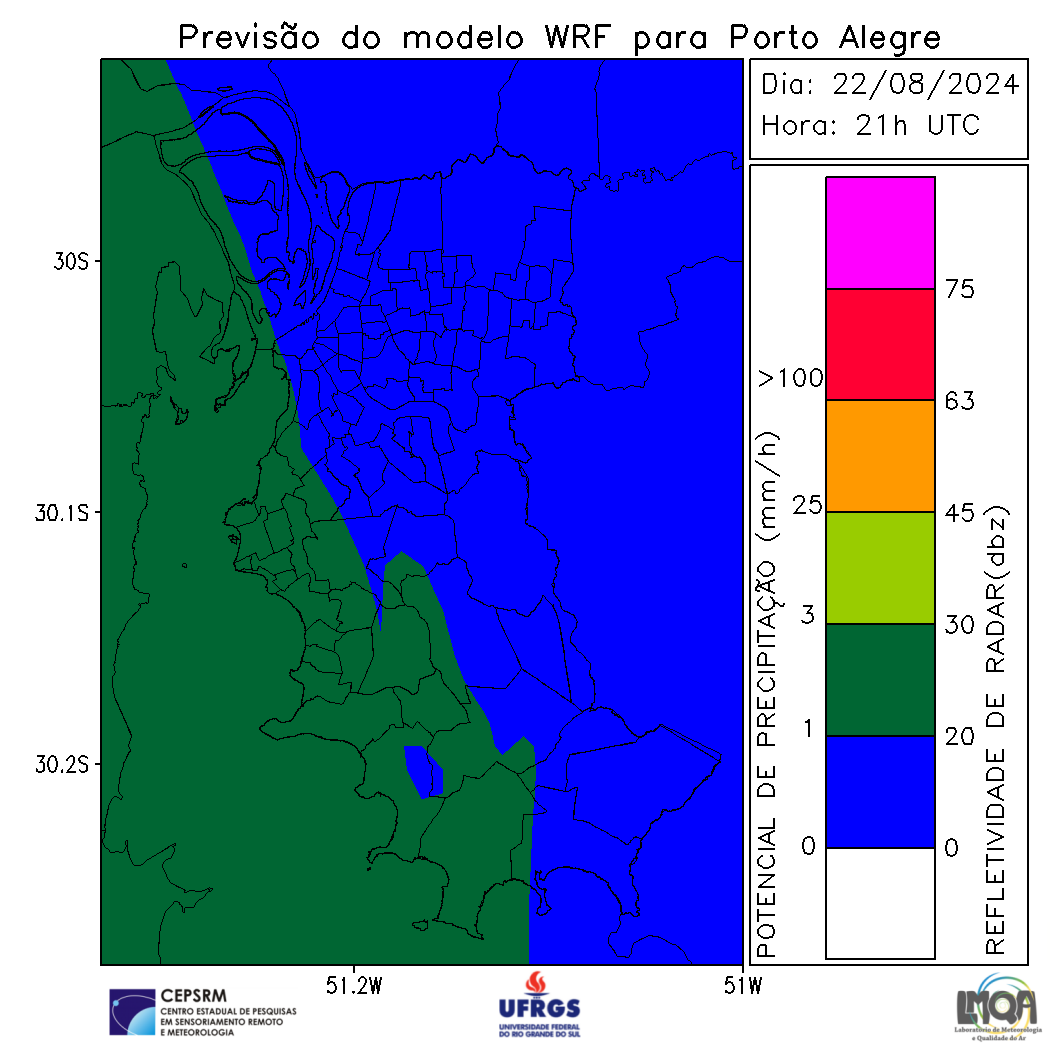 Previsão do modelo WRF para Porto Alegre
Dia: 22/08/2024
Hora: 21h UTC
30S
30.1S
30.2S
51.2W
51W
POTENCIAL DE PRECIPITAÇÃO (mm/h)
>100
25
3
1
0
75
63
45
30
20
0
REFLETIVIDADE DE RADAR(dbz)
CEPSRM
CENTRO ESTADUAL DE PESQUISAS
EM SENSORIAMENTO REMOTO
E METEOROLOGIA
UFRGS
UNIVERSIDADE FEDERAL
DO RIO GRANDE DO SUL
LMQA
Laboratório de Meteorologia
e Qualidade do Ar